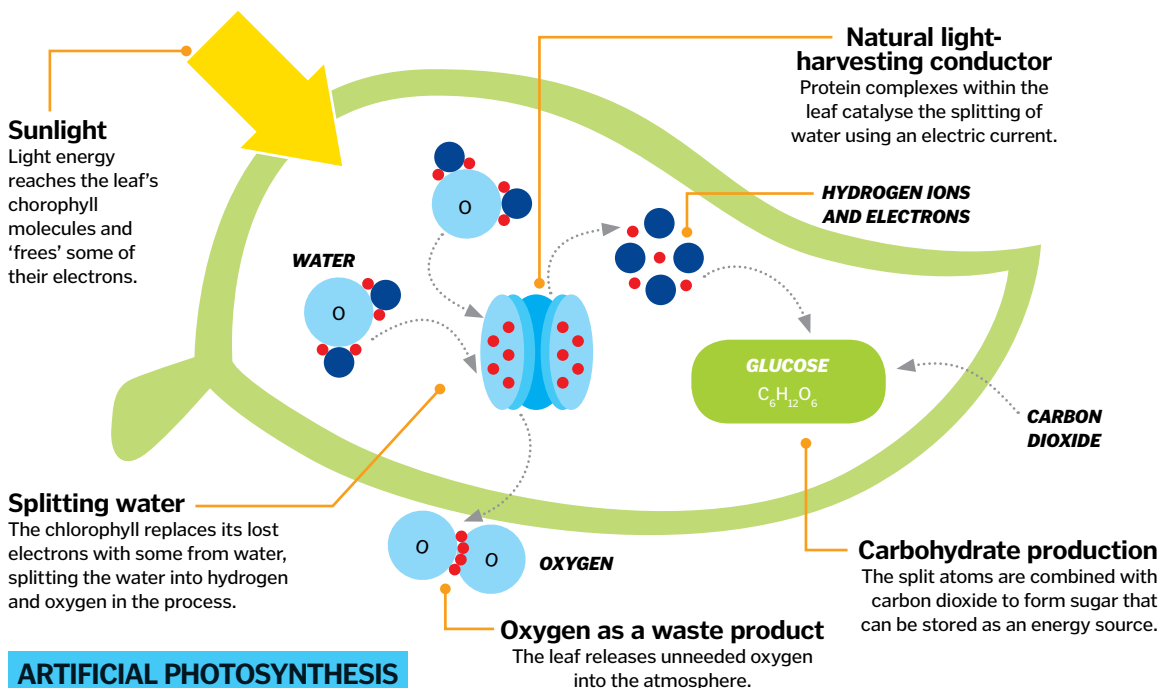 Sunlight
Light energy
reaches the leaf's
chorophyll
molecules and
'frees' some of
their electrons.
Natural light-
harvesting conductor
Protein complexes within the
leaf catalyse the splitting of
water using an electric current.
O
HYDROGEN IONS
AND ELECTRONS
WATER
O
GLUCOSE
C₆H₁₂O₆
CARBON
DIOXIDE
Splitting water
The chlorophyll replaces its lost
electrons with some from water,
splitting the water into hydrogen
and oxygen in the process.
O
O
OXYGEN
Carbohydrate production
The split atoms are combined with
carbon dioxide to form sugar that
can be stored as an energy source.
Oxygen as a waste product
The leaf releases unneeded oxygen
into the atmosphere.
ARTIFICIAL PHOTOSYNTHESIS